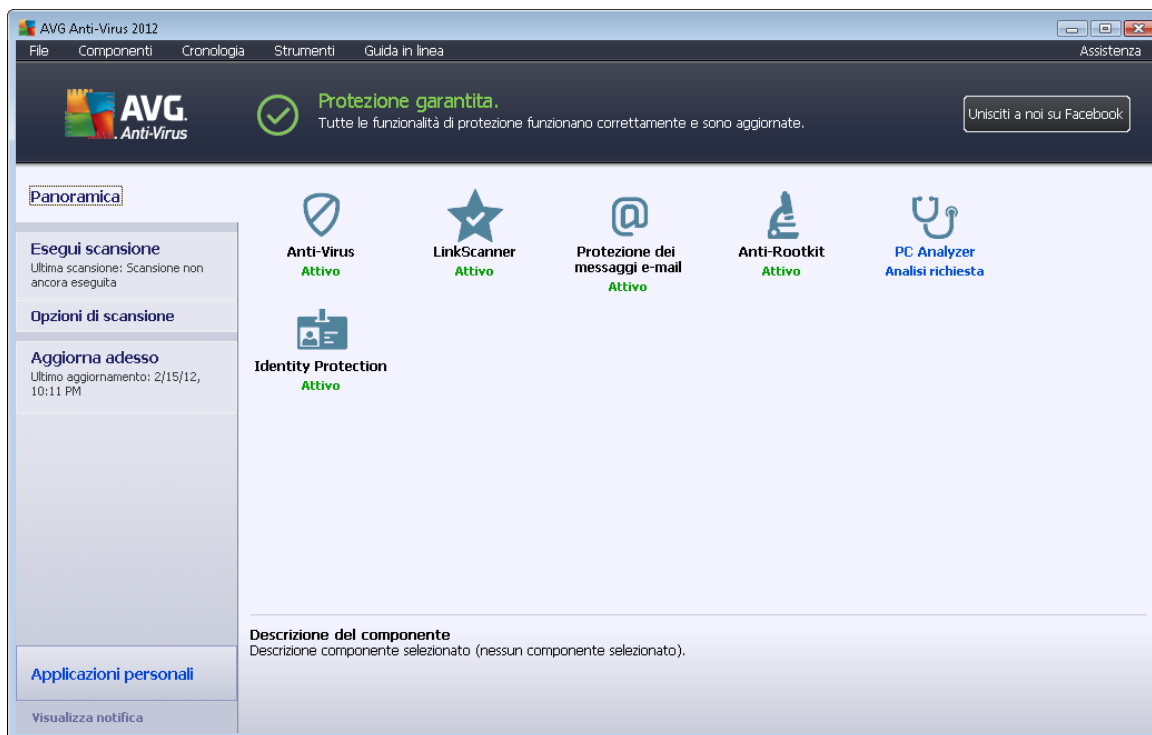 AVG Anti-Virus 2012
File Componenti Cronologia Strumenti Guida in linea Assistenza
AVG.
Anti-Virus
Protezione garantita.
Tutte le funzionalità di protezione funzionano correttamente e sono aggiornate.
Unisciti a noi su Facebook
Panoramica
Esegui scansione
Ultima scansione: Scansione non
ancora eseguita
Opzioni di scansione
Aggiorna adesso
Ultimo aggiornamento: 2/15/12,
10:11 PM
Applicazioni personali
Visualizza notifica
Anti-Virus
Attivo
LinkScanner
Attivo
Protezione dei
messaggi e-mail
Attivo
Anti-Rootkit
Attivo
PC Analyzer
Analisi richiesta
Identity Protection
Attivo
Descrizione del componente
Descrizione componente selezionato (nessun componente selezionato).